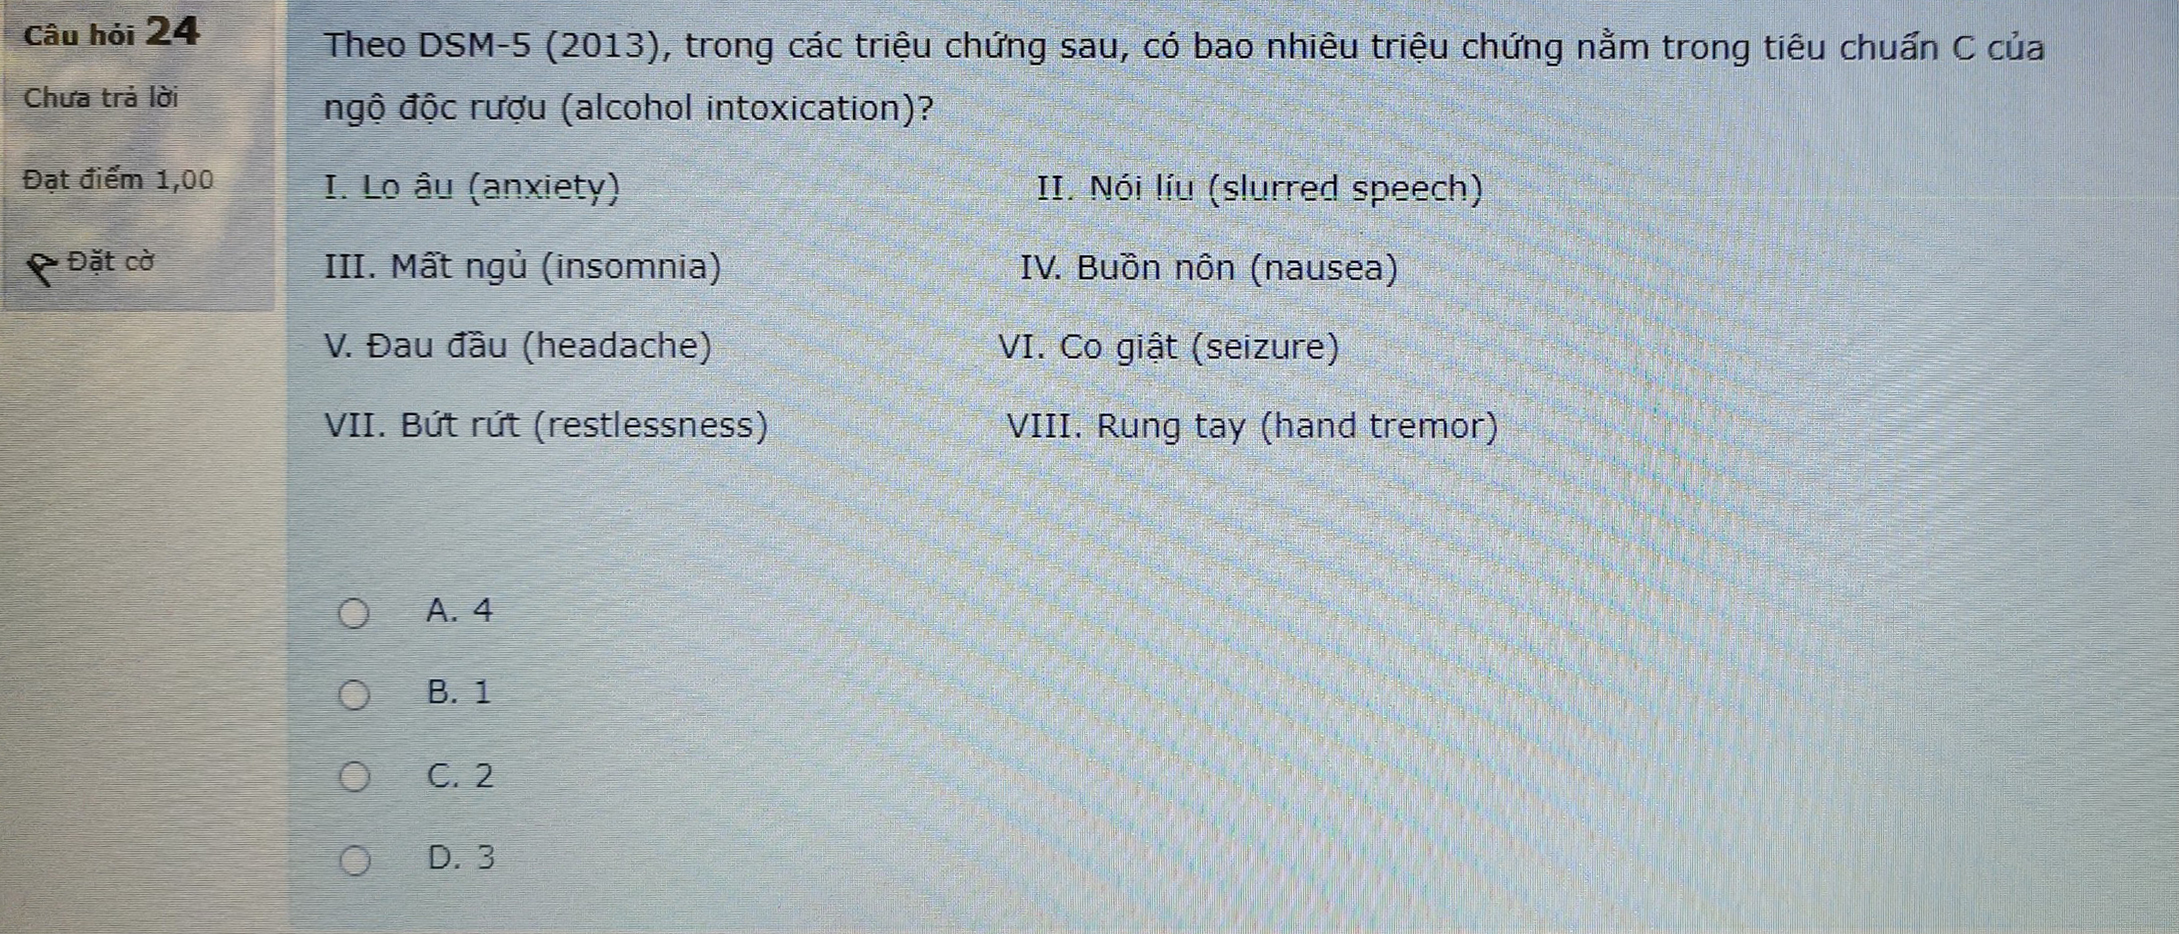 Câu hỏi 24
Chưa trả lời
Đạt điểm 1,00
Đặt cờ
Theo DSM-5 (2013), trong các triệu chứng sau, có bao nhiêu triệu chứng nằm trong tiêu chuẩn C của
ngộ độc rượu (alcohol intoxication)?
I. Lo âu (anxiety) II. Nói líu (slurred speech)
III. Mất ngủ (insomnia) IV. Buồn nôn (nausea)
V. Đau đầu (headache) VI. Co giật (seizure)
VII. Bứt rứt (restlessness) VIII. Rung tay (hand tremor)
A. 4
B. 1
C. 2
D. 3